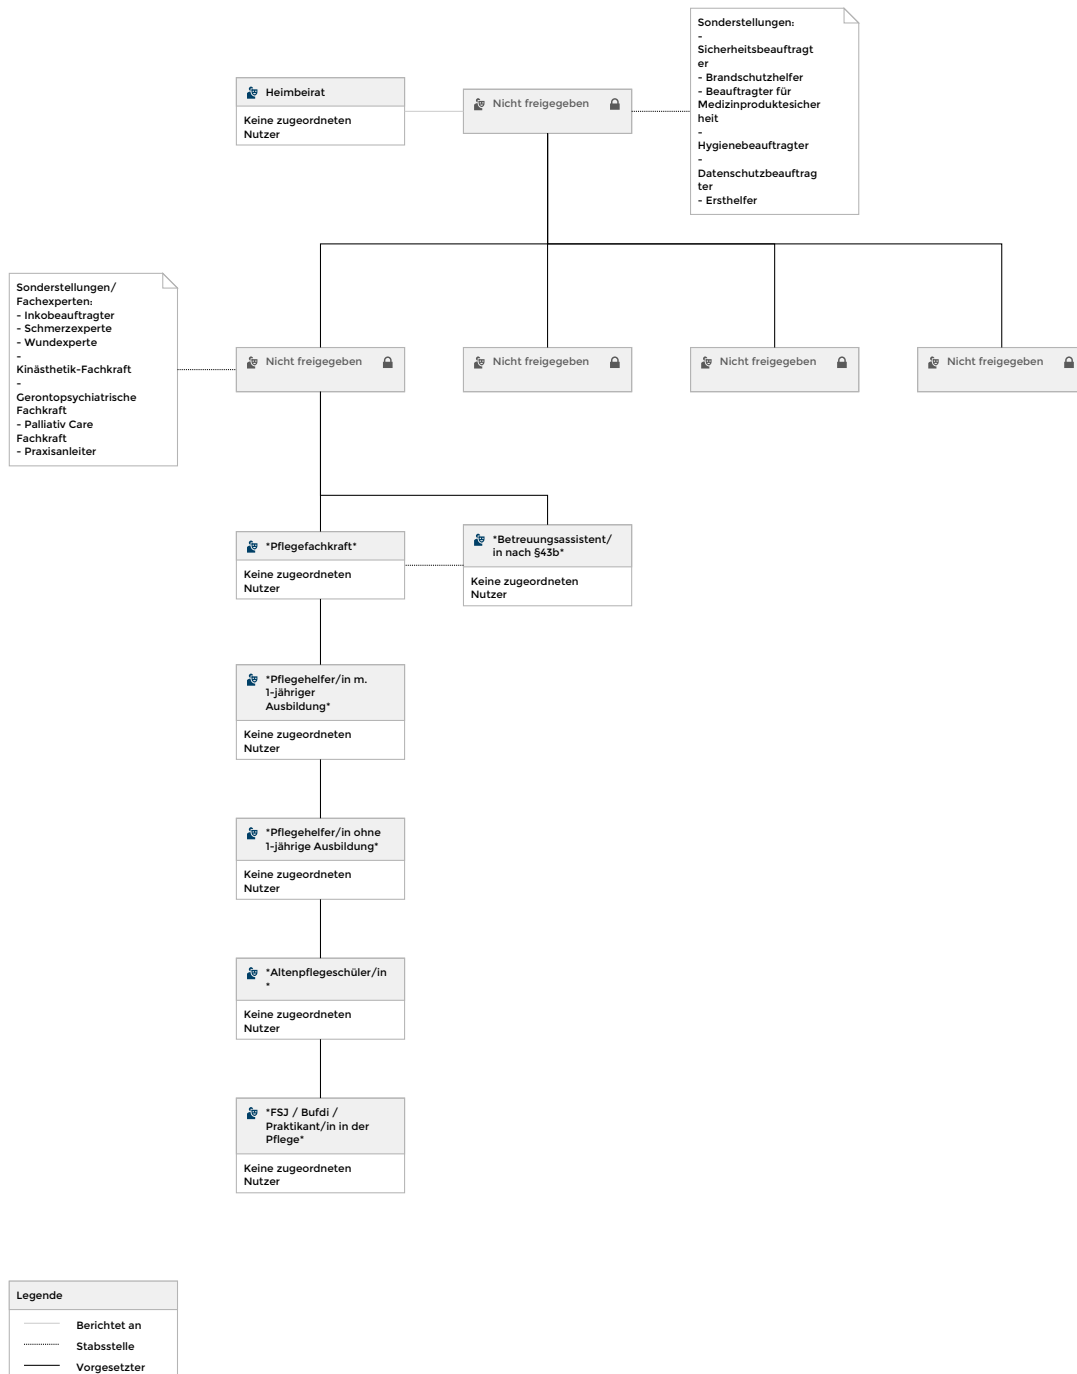 Sonderstellungen:
-
Sicherheitsbeauftragt
er
- Brandschutzhelfer
- Beauftragter für
Medizinproduktesicher
heit
-
Hygienebeauftragter
-
Datenschutzbeauftrag
ter
- Ersthelfer
Heimbeirat
Keine zugeordneten
Nutzer
Nicht freigegeben
Sonderstellungen/
Fachexperten:
- Inkobeauftragter
- Schmerzexperte
- Wundexperte
-
Kinästhetik-Fachkraft
-
Gerontopsychiatrische
Fachkraft
- Palliativ Care
Fachkraft
- Praxisanleiter
Nicht freigegeben
Nicht freigegeben
Nicht freigegeben
Nicht freigegeben
*Pflegefachkraft*
Keine zugeordneten
Nutzer
*Betreuungsassistent/
in nach §43b*
Keine zugeordneten
Nutzer
*Pflegehelfer/in m.
1-jähriger
Ausbildung*
Keine zugeordneten
Nutzer
*Pflegehelfer/in ohne
1-jährige Ausbildung*
Keine zugeordneten
Nutzer
*Altenpflegeschüler/in
*
Keine zugeordneten
Nutzer
*FSJ / Bufdi /
Praktikant/in in der
Pflege*
Keine zugeordneten
Nutzer
Legende
Berichtet an
Stabsstelle
Vorgesetzter